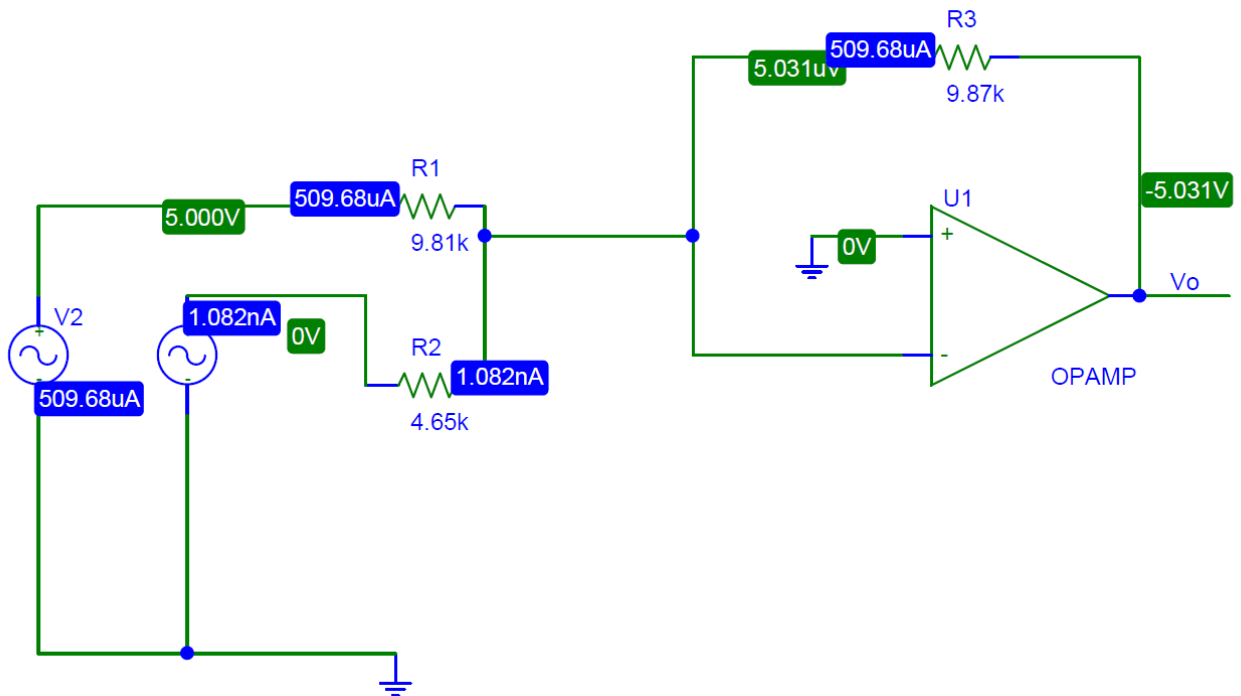 R3
509.68uA
5.031uV
9.87k
R1
509.68uA
5.000V
9.81k
-5.031V
U1
+
0V
-
Vo
OPAMP
V2
+
-
509.68uA
1.082nA
0V
-
R2
1.082nA
4.65k